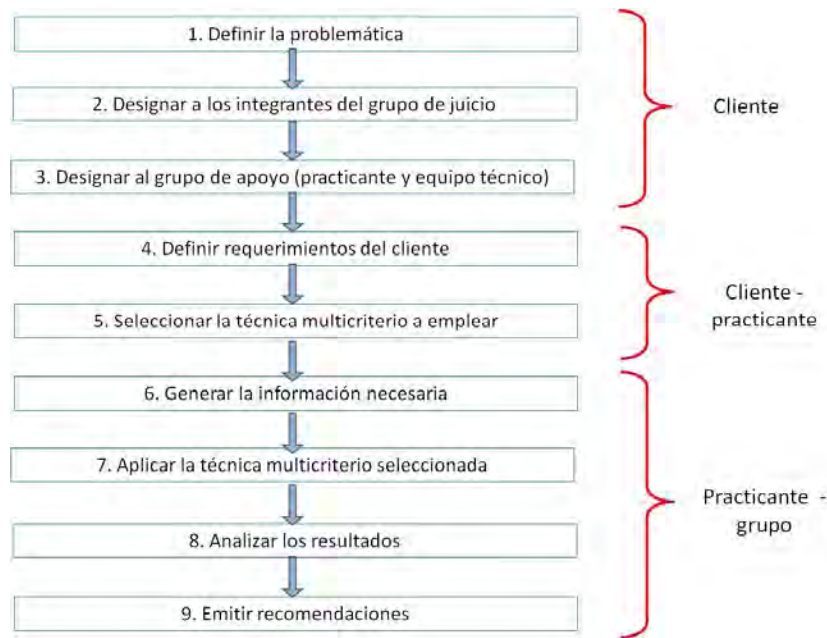 1. Definir la problemática
2. Designar a los integrantes del grupo de juicio
3. Designar al grupo de apoyo (practicante y equipo técnico)
Cliente
4. Definir requerimientos del cliente
5. Seleccionar la técnica multicriterio a emplear
Cliente -
practicante
6. Generar la información necesaria
7. Aplicar la técnica multicriterio seleccionada
8. Analizar los resultados
9. Emitir recomendaciones
Practicante -
grupo